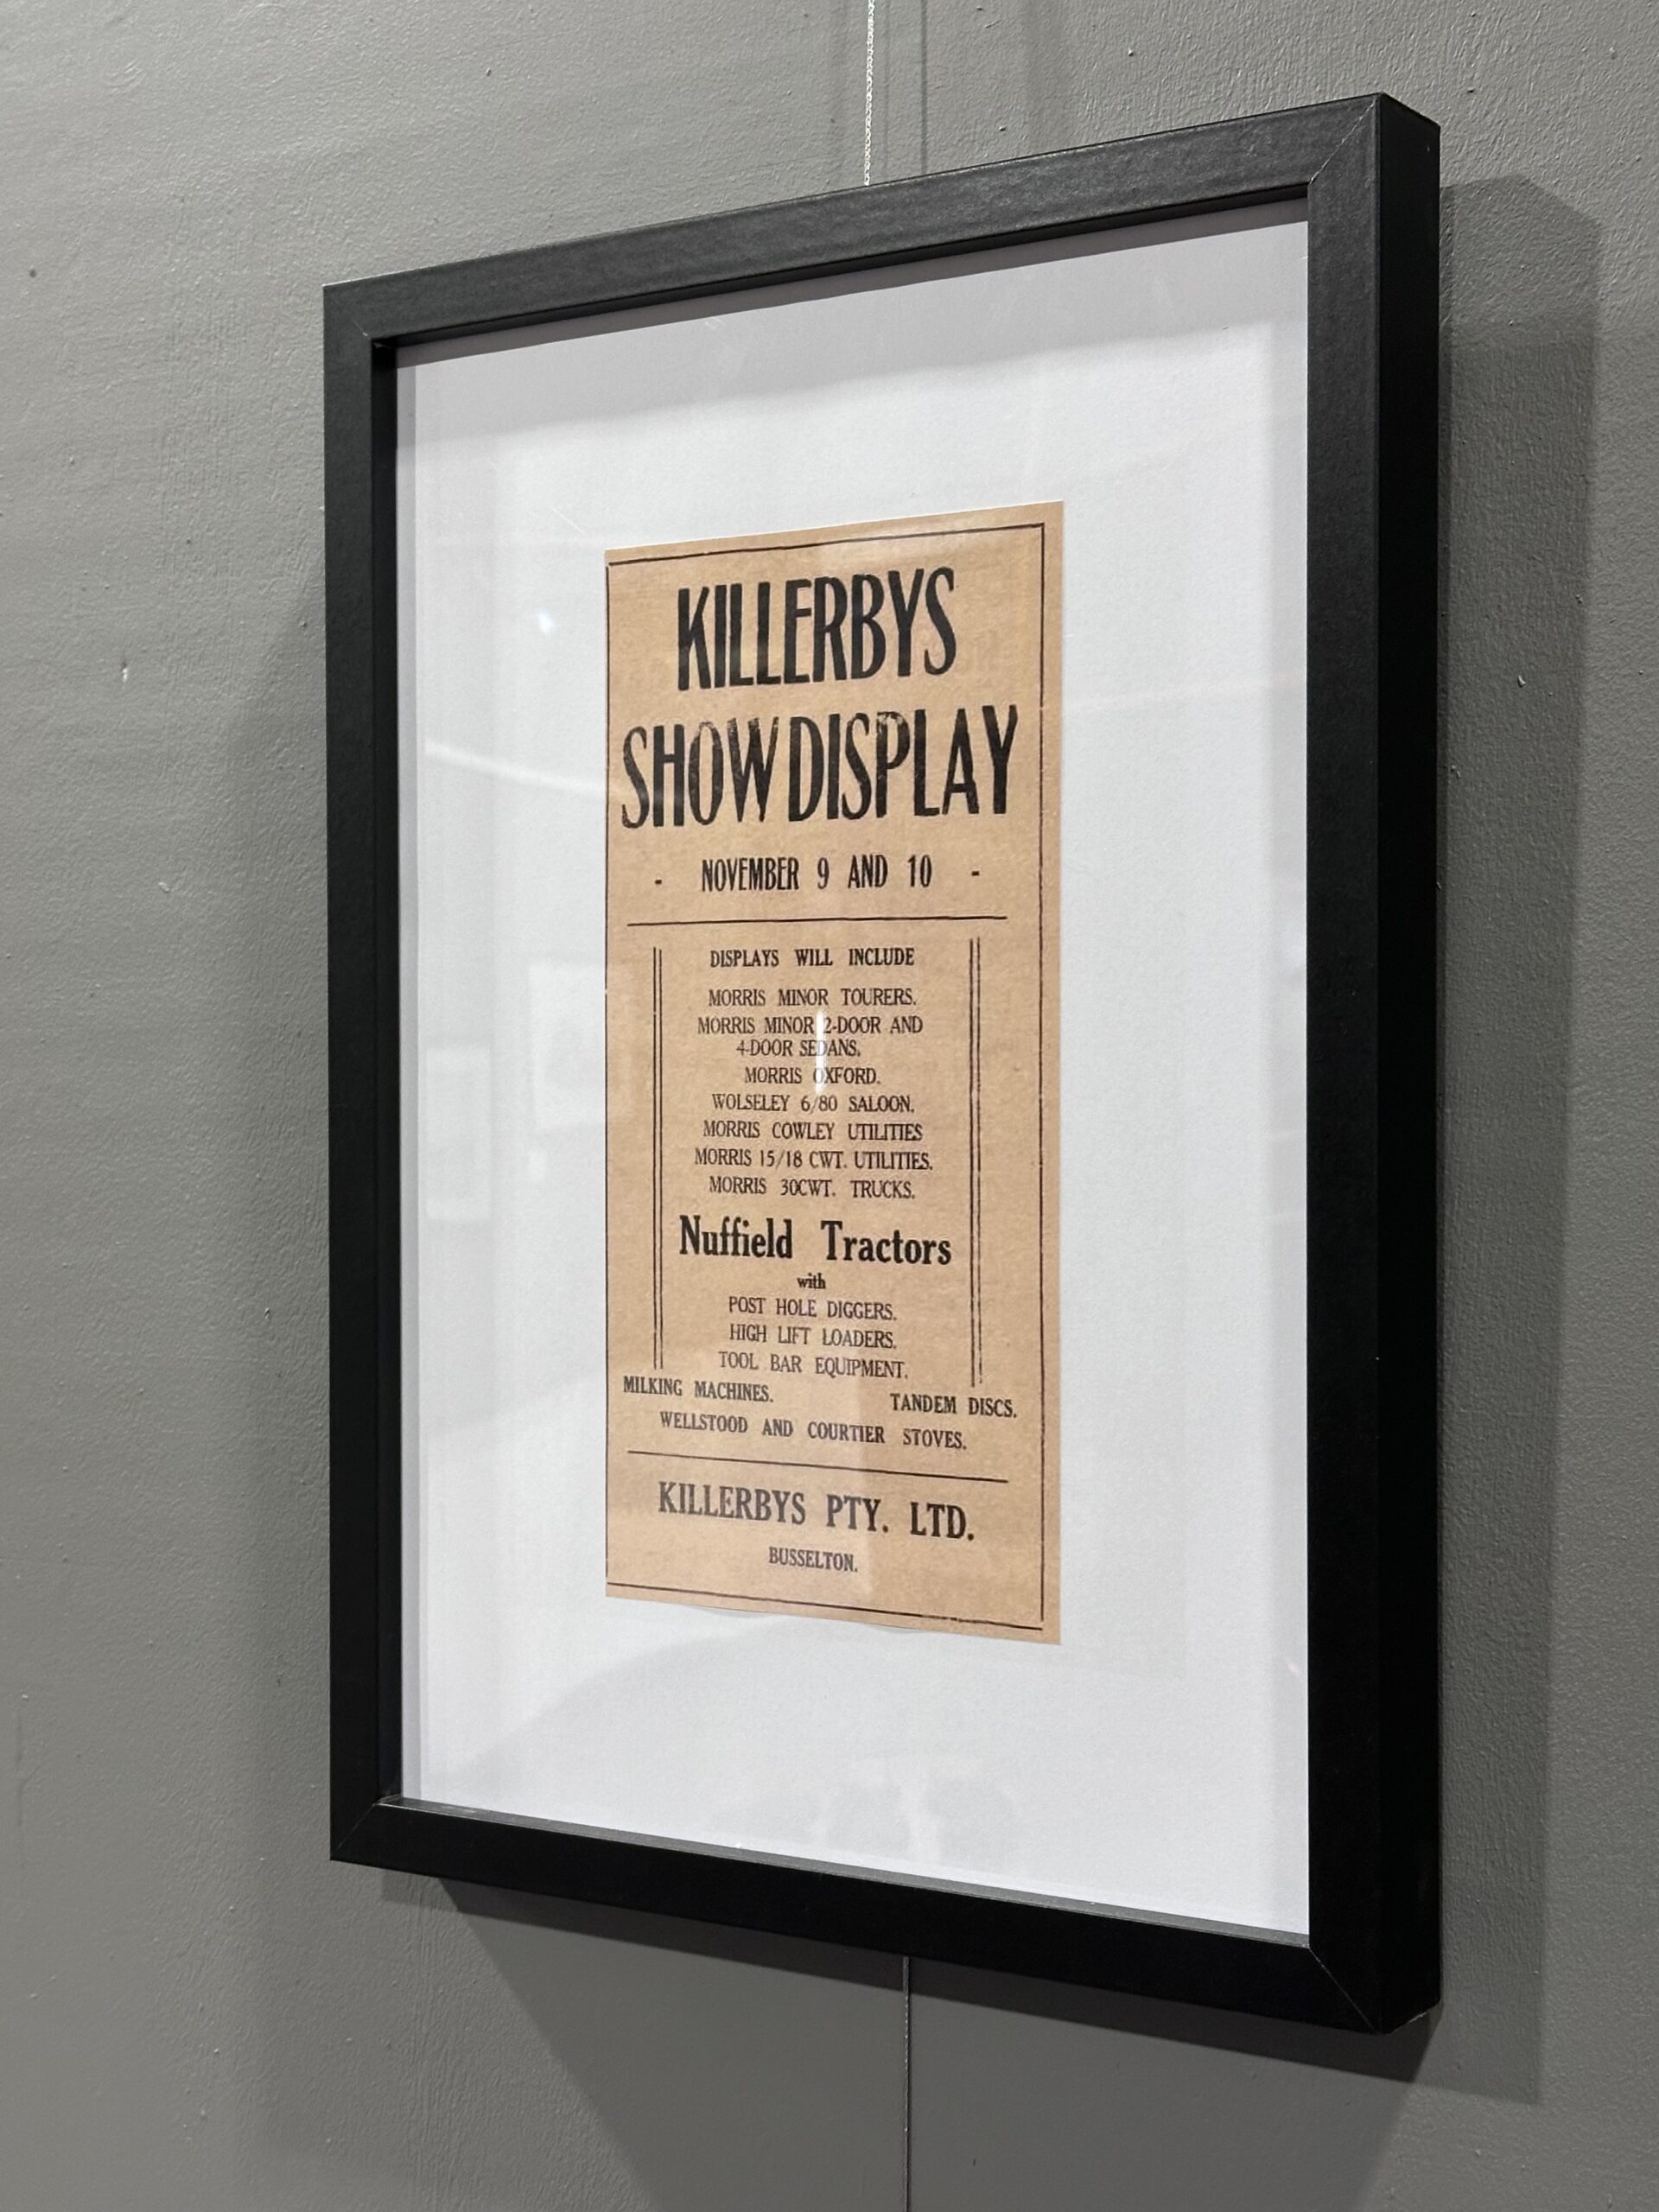 KILLERBYS
SHOW DISPLAY
- NOVEMBER 9 AND 10 -
DISPLAYS WILL INCLUDE
MORRIS MINOR TOURERS.
MORRIS MINOR 2-DOOR AND
4-DOOR SEDANS.
MORRIS OXFORD.
WOLSELEY 6/80 SALOON.
MORRIS COWLEY UTILITIES
MORRIS 15/18 CWT. UTILITIES.
MORRIS 30CWT. TRUCKS.
Nuffield Tractors
with
POST HOLE DIGGERS.
HIGH LIFT LOADERS.
TOOL BAR EQUIPMENT.
MILKING MACHINES. TANDEM DISCS.
WELLSTOOD AND COURTIER STOVES.
KILLERBYS PTY. LTD.
BUSSELTON.